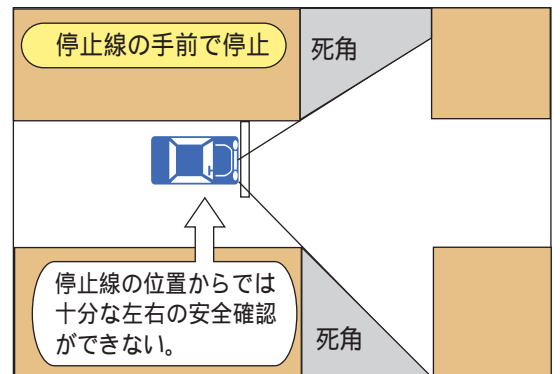 停止線の手前で停止
死角
停止線の位置からでは
十分な左右の安全確認
ができない。
死角